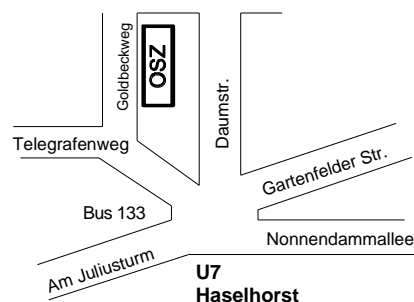 Goldbeckweg
OSZ
Daumstr.
Telegrafenweg
Gartenfelder Str.
Bus 133
Nonnendammallee
Am Juliusturm
U7
Haselhorst